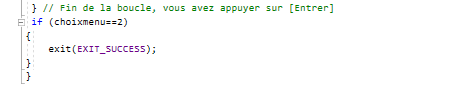 } // Fin de la boucle, vous avez appuyer sur [Entrer]
if (choixmenu==2)
{
exit(EXIT_SUCCESS);
}
}